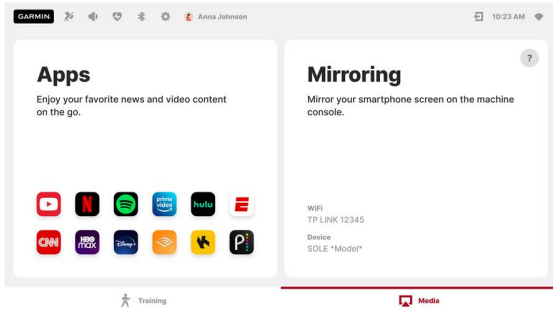 GARMIN.
Anna Johnson
10:23 AM
Apps
Enjoy your favorite news and video content
on the go.
N
prime
video
hulu
E
CNN
HBO
max
Disney+
K
P
Mirroring
?
Mirror your smartphone screen on the machine
console.
WiFi
TP LINK 12345
Device
SOLE *Model*
Training
Media